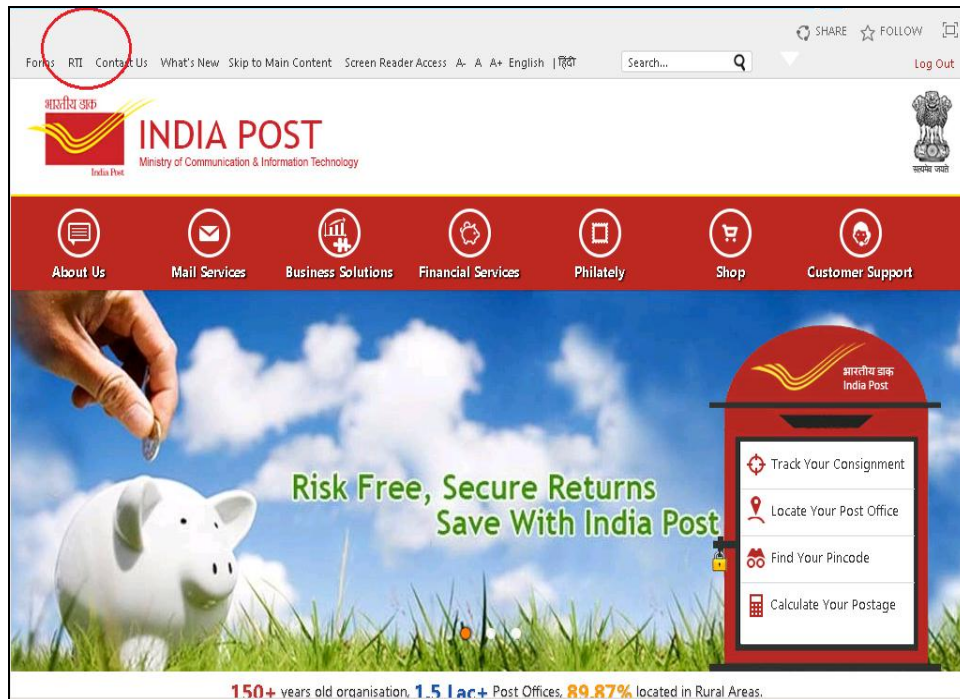 SHARE FOLLOW
Forms RTI Contact Us What's New Skip to Main Content Screen Reader Access A- A A+ English | हिंदी Search... Log Out
भारतीय डाक
India Post
INDIA POST
Ministry of Communication & Information Technology
सत्यमेव जयते
About Us Mail Services Business Solutions Financial Services Philately Shop Customer Support
भारतीय डाक
India Post
Risk Free, Secure Returns
Save With India Post
Track Your Consignment
Locate Your Post Office
Find Your Pincode
Calculate Your Postage
150+ years old organisation, 1.5 Lac+ Post Offices, 89.87% located in Rural Areas.